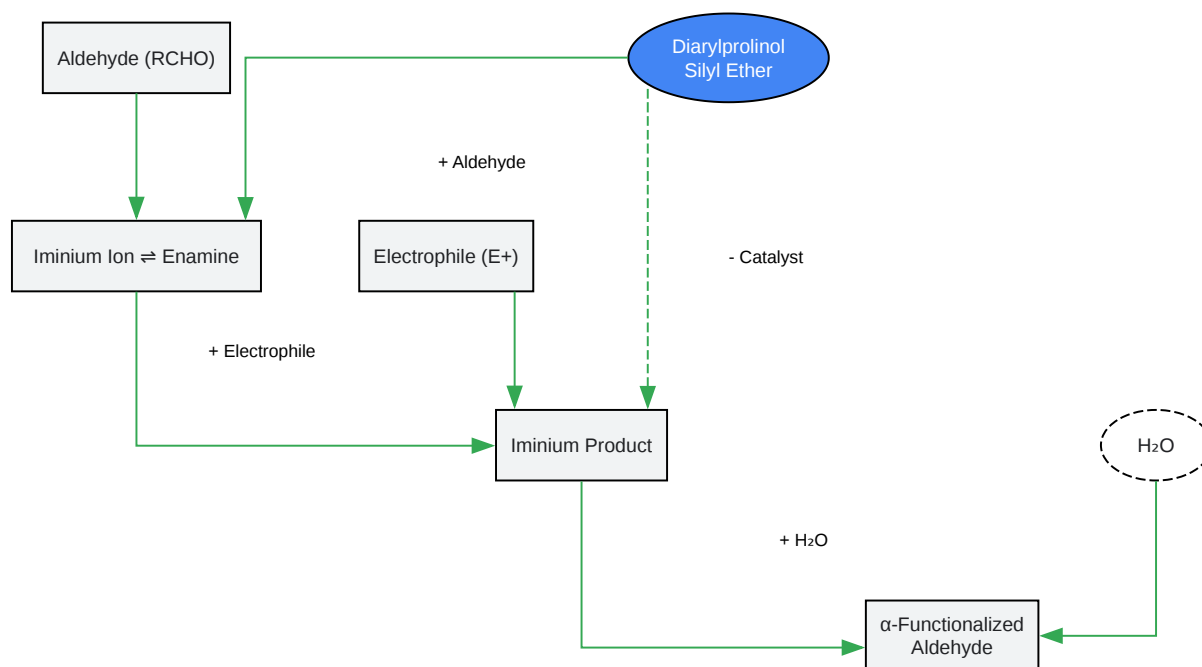 Aldehyde (RCHO)
Diarylprolinol
Silyl Ether
+ Aldehyde
Iminium Ion ⇌ Enamine
Electrophile (E+)
- Catalyst
+ Electrophile
Iminium Product
H₂O
+ H₂O
α-Functionalized
Aldehyde